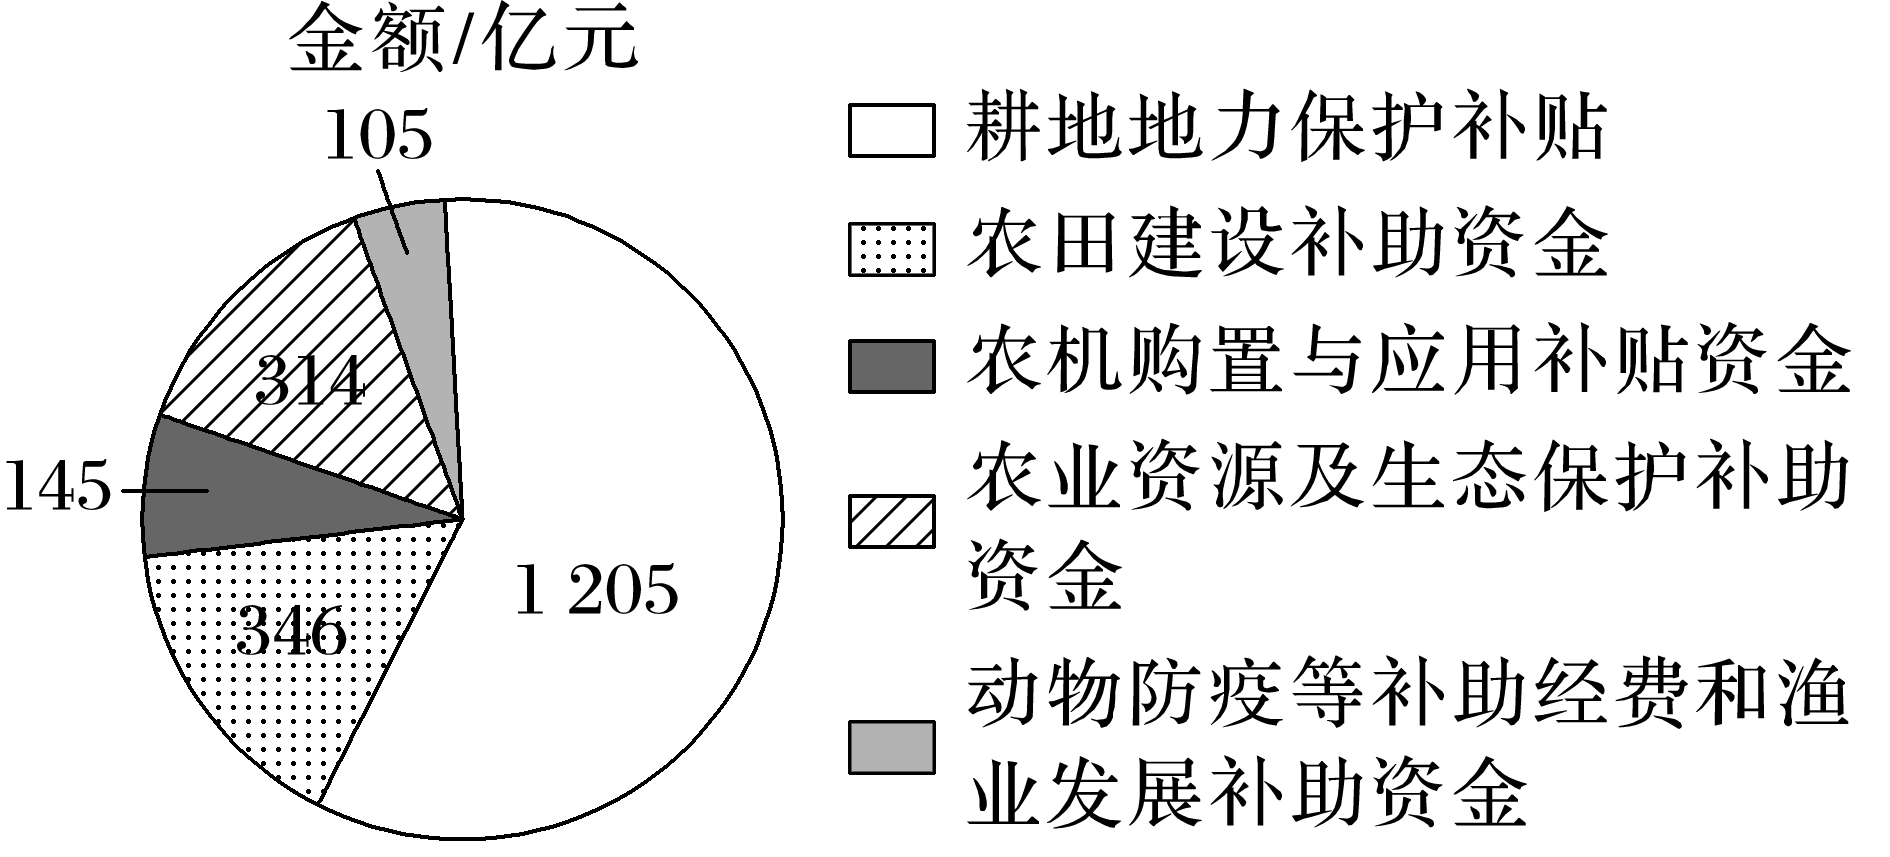 金额/亿元
105
314
145
346
1 205
耕地地力保护补贴
农田建设补助资金
农机购置与应用补贴资金
农业资源及生态保护补助
资金
动物防疫等补助经费和渔
业发展补助资金